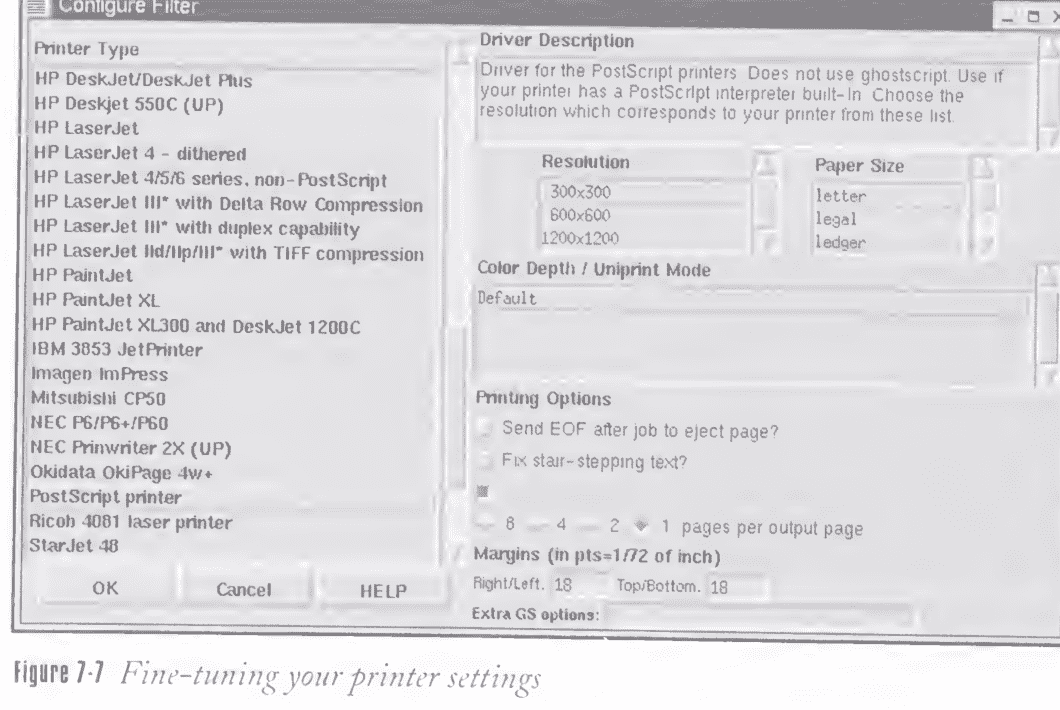 Configure Filter
Printer Type
HP DeskJet/DeskJet Plus
HP Deskjet 550C (UP)
HP LaserJet
HP LaserJet 4 - dithered
HP LaserJet 4/5/6 series, non-PostScript
HP LaserJet III* with Delta Row Compression
HP LaserJet III* with duplex capability
HP LaserJet IId/IIp/III* with TIFF compression
HP PaintJet
HP PaintJet XL
HP PaintJet XL300 and DeskJet 1200C
IBM 3853 JetPrinter
Imagen ImPress
Mitsubishi CP50
NEC P6/P6+/P60
NEC Prinwriter 2X (UP)
Okidata OkiPage 4w+
PostScript printer
Ricoh 4081 laser printer
StarJet 48
OK Cancel HELP
Driver Description
Driver for the PostScript printers. Does not use ghostscript. Use if
your printer has a PostScript interpreter built-in. Choose the
resolution which corresponds to your printer from these list.
Resolution
300x300
600x600
1200x1200
Paper Size
letter
legal
ledger
Color Depth / Uniprint Mode
Default
Printing Options
Send EOF after job to eject page?
Fix stair-stepping text?
8 4 2 1 pages per output page
Margins (in pts=1/72 of inch)
Right/Left. 18 Top/Bottom. 18
Extra GS options:
Figure 7-7 Fine-tuning your printer settings